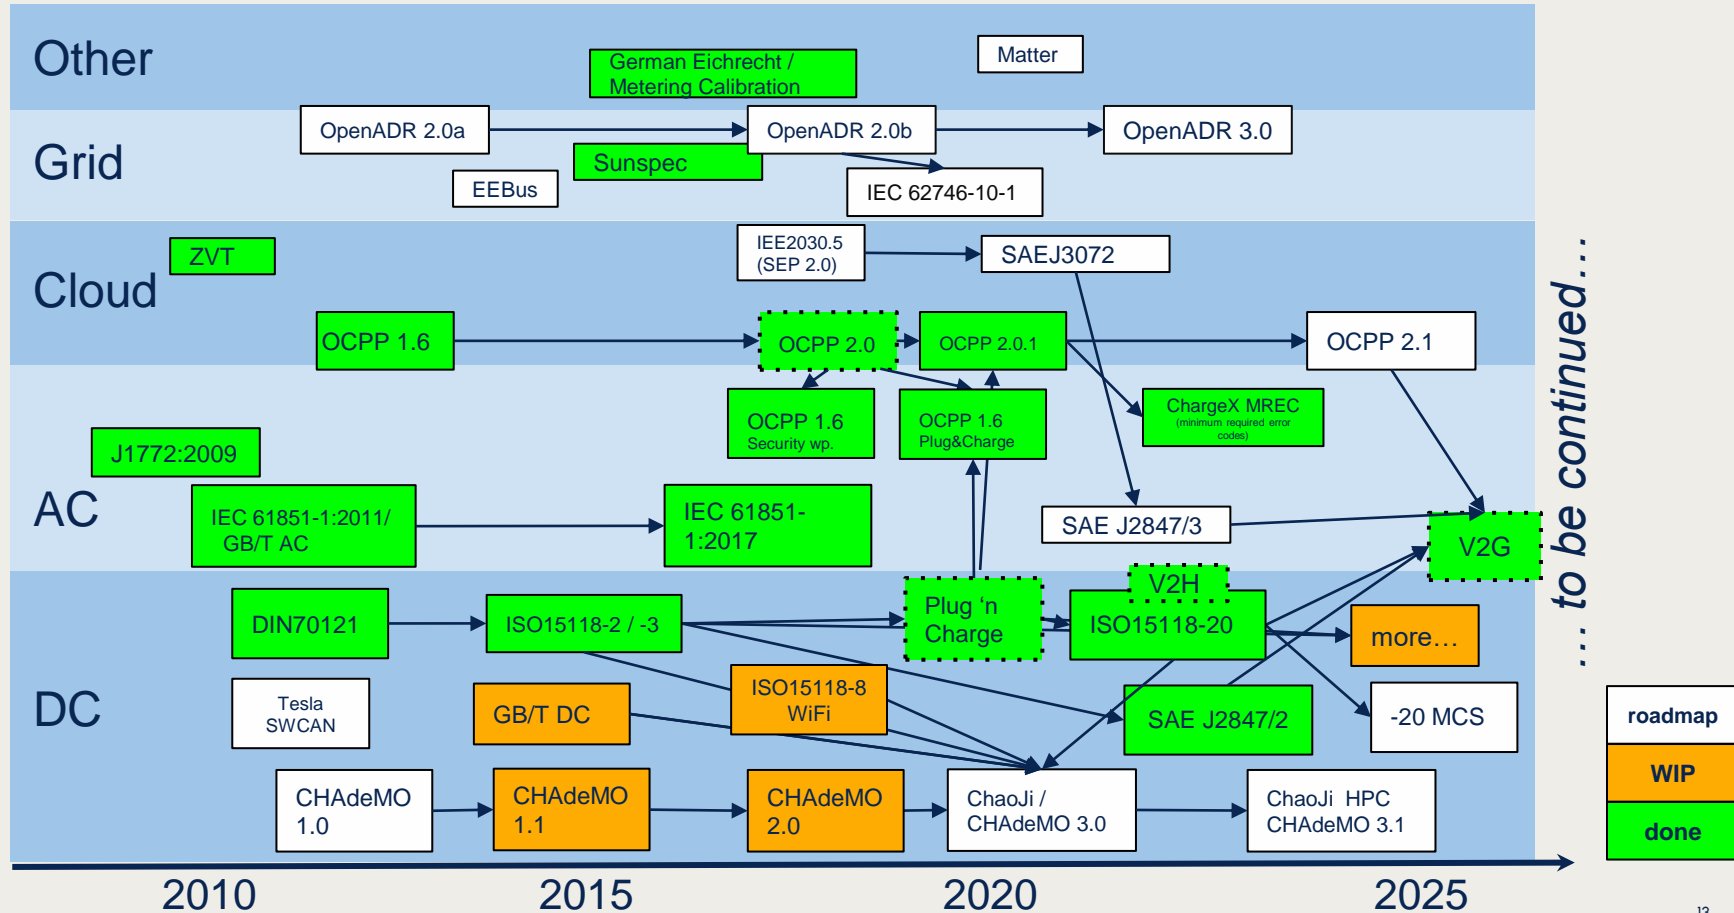 Other
German Eichrecht /
Metering Calibration
Matter
Grid
OpenADR 2.0a
OpenADR 2.0b
OpenADR 3.0
Sunspec
EEBus
IEC 62746-10-1
Cloud
ZVT
IEE2030.5
(SEP 2.0)
SAEJ3072
OCPP 1.6
OCPP 2.0
OCPP 2.0.1
OCPP 2.1
AC
J1772:2009
OCPP 1.6
Security wp.
OCPP 1.6
Plug&Charge
ChargeX MREC
(minimum required error
codes)
IEC 61851-1:2011/
GB/T AC
IEC 61851-
1:2017
SAE J2847/3
V2G
DC
DIN70121
ISO15118-2 / -3
Plug ‘n
Charge
V2H
ISO15118-20
more…
Tesla
SWCAN
GB/T DC
ISO15118-8
WiFi
SAE J2847/2
-20 MCS
CHAdeMO
1.0
CHAdeMO
1.1
CHAdeMO
2.0
ChaoJi /
CHAdeMO 3.0
ChaoJi HPC
CHAdeMO 3.1
… to be continued…
roadmap
WIP
done
2010
2015
2020
2025
13